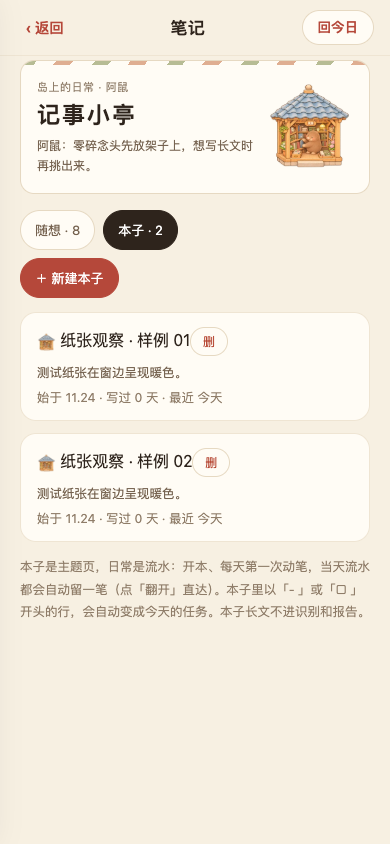 ‹ 返回
笔记
回今日
岛上的日常 · 阿鼠
记事小亭
阿鼠：零碎念头先放架子上，想写长文时
再挑出来。
随想 · 8
本子 · 2
＋ 新建本子
纸张观察 · 样例 01
删
测试纸张在窗边呈现暖色。
始于 11.24 · 写过 0 天 · 最近 今天
纸张观察 · 样例 02
删
测试纸张在窗边呈现暖色。
始于 11.24 · 写过 0 天 · 最近 今天
本子是主题页，日常是流水：开本、每天第一次动笔，当天流水
都会自动留一笔（点「翻开」直达）。本子里以「- 」或「▢ 」
开头的行，会自动变成今天的任务。本子长文不进识别和报告。